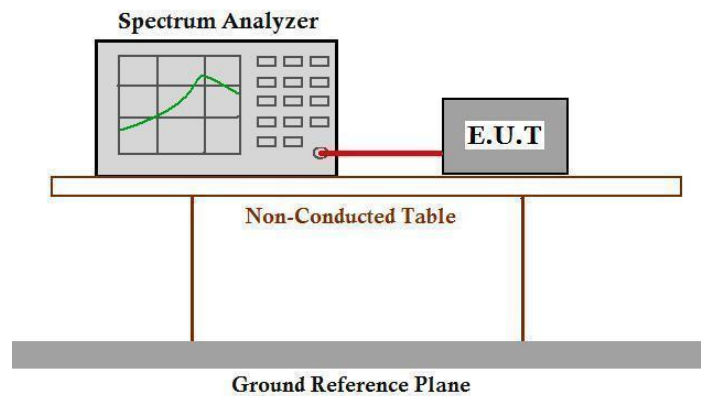 Spectrum Analyzer
E.U.T
Non-Conducted Table
Ground Reference Plane